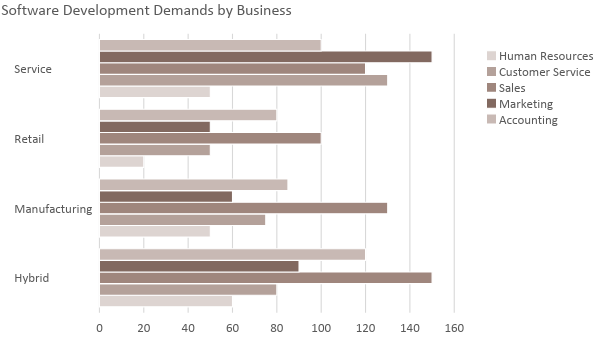 Software Development Demands by Business
Service
Retail
Manufacturing
Hybrid
0 20 40 60 80 100 120 140 160
Human Resources
Customer Service
Sales
Marketing
Accounting